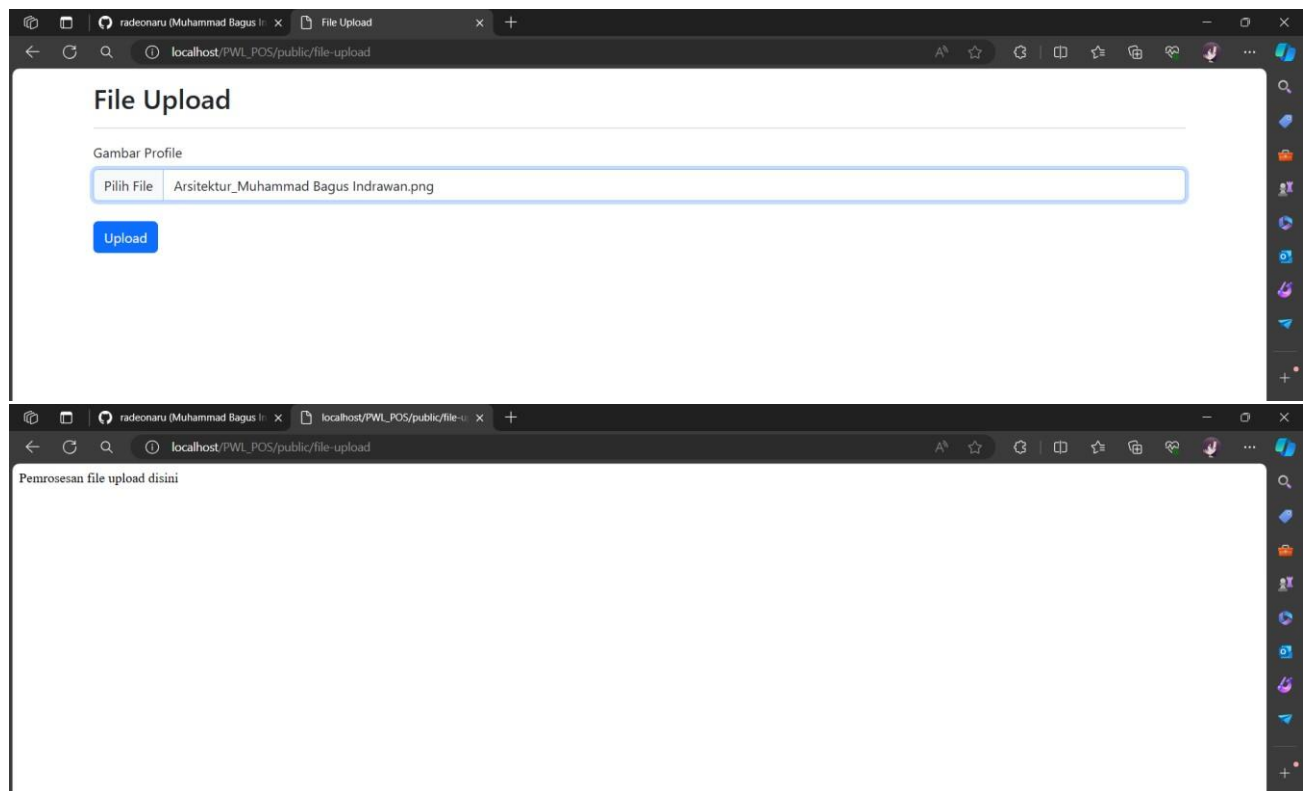 radeonaru (Muhammad Bagus In
File Upload
localhost/PWL_POS/public/file-upload
File Upload
Gambar Profile
Pilih File Arsitektur_Muhammad Bagus Indrawan.png
Upload
radeonaru (Muhammad Bagus In
localhost/PWL_POS/public/file-u
localhost/PWL_POS/public/file-upload
Pemrosesan file upload disini